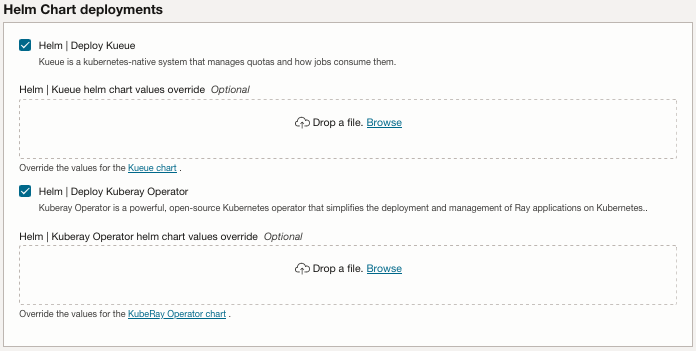 Helm Chart deployments
Helm | Deploy Kueue
Kueue is a kubernetes-native system that manages quotas and how jobs consume them.
Helm | Kueue helm chart values override Optional
Drop a file. Browse
Override the values for the Kueue chart .
Helm | Deploy Kuberay Operator
Kuberay Operator is a powerful, open-source Kubernetes operator that simplifies the deployment and management of Ray applications on Kubernetes..
Helm | Kuberay Operator helm chart values override Optional
Drop a file. Browse
Override the values for the KubeRay Operator chart .